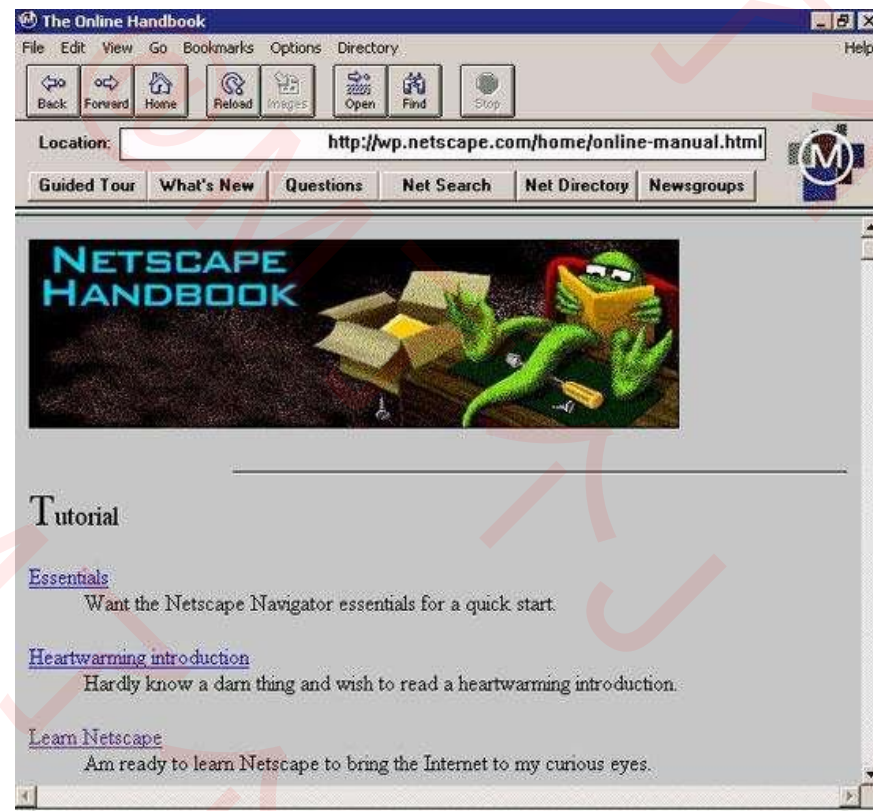 The Online Handbook
File Edit View Go Bookmarks Options Directory Help
Back Forward Home Reload Images Open Find Stop
Location: http://wp.netscape.com/home/online-manual.html
M
Guided Tour What's New Questions Net Search Net Directory Newsgroups
NETSCAPE
HANDBOOK
Tutorial
Essentials
Want the Netscape Navigator essentials for a quick start.
Heartwarming introduction
Hardly know a darn thing and wish to read a heartwarming introduction.
Learn Netscape
Am ready to learn Netscape to bring the Internet to my curious eyes.